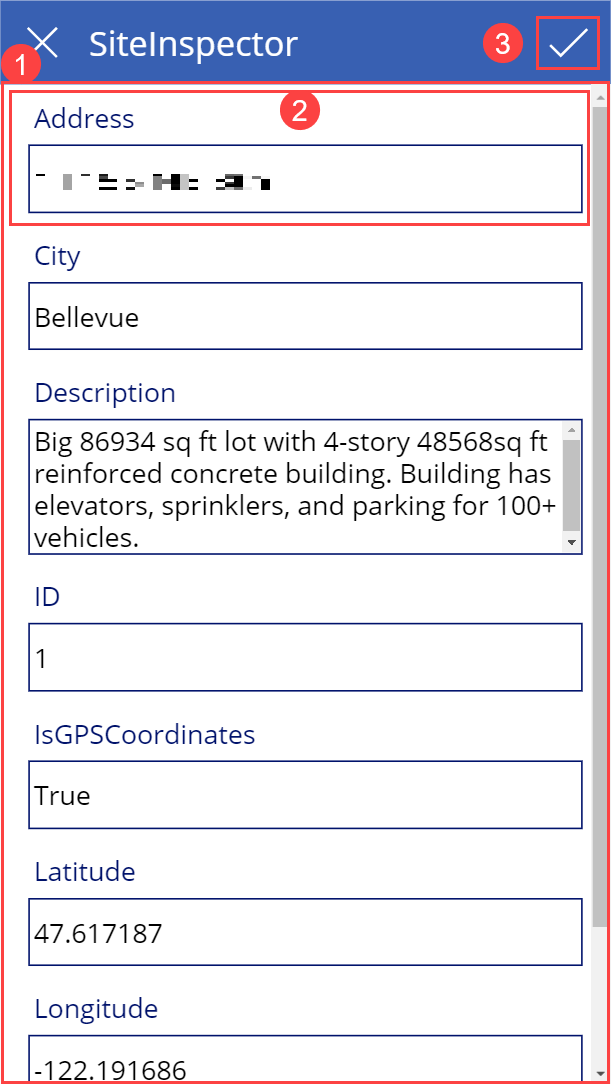 SiteInspector
3
1
2
Address
City
Bellevue
Description
Big 86934 sq ft lot with 4-story 48568sq ft
reinforced concrete building. Building has
elevators, sprinklers, and parking for 100+
vehicles.
ID
1
IsGPSCoordinates
True
Latitude
47.617187
Longitude
-122.191686